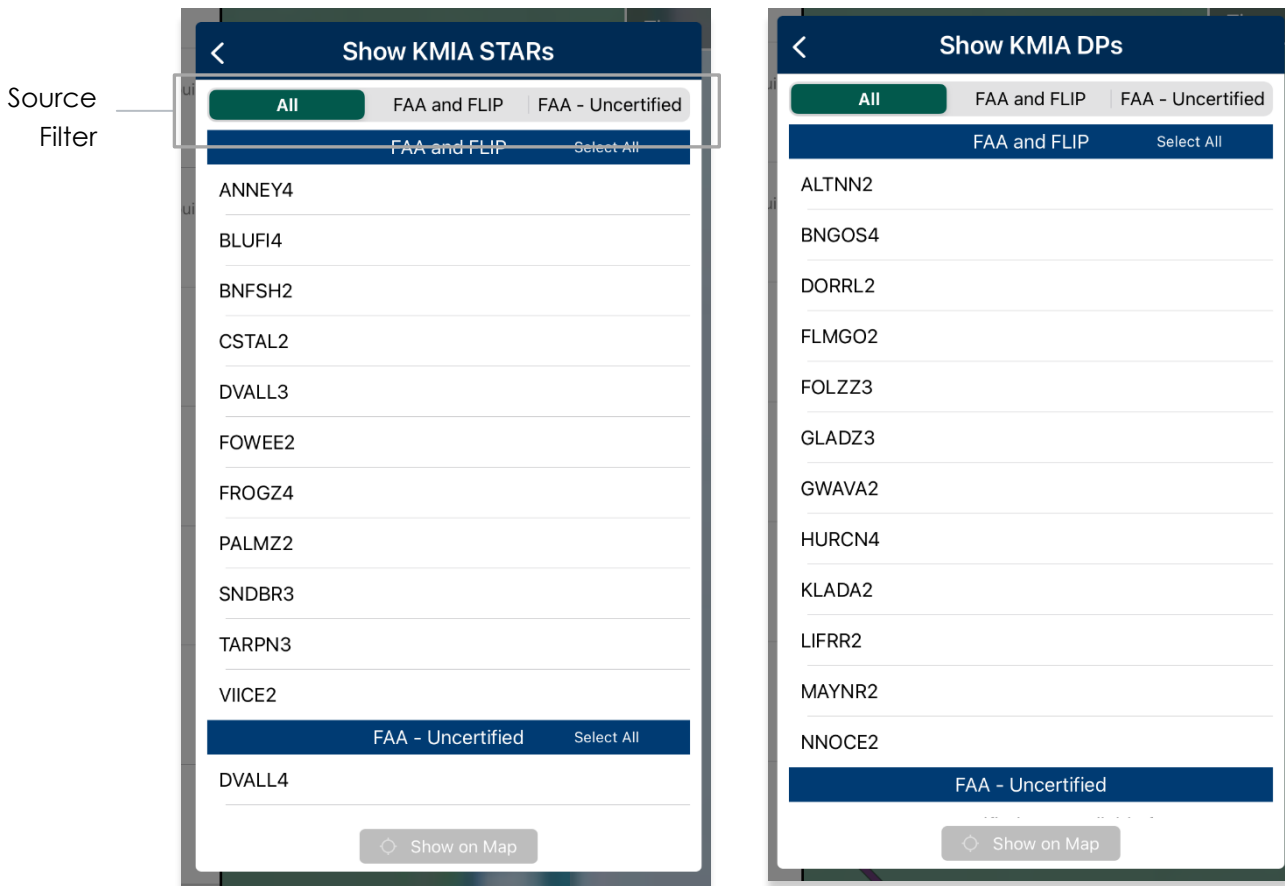 Source
Filter
Show KMIA STARs
All
FAA and FLIP
FAA - Uncertified
FAA and FLIP
Select All
ANNEY4
BLUFI4
BNFSH2
CSTAL2
DVALL3
FOWEE2
FROGZ4
PALMZ2
SNDBR3
TARPN3
VIICE2
FAA - Uncertified
Select All
DVALL4
Show on Map
Show KMIA DPs
All
FAA and FLIP
FAA - Uncertified
FAA and FLIP
Select All
ALTNN2
BNGOS4
DORRL2
FLMGO2
FOLZZ3
GLADZ3
GWAVA2
HURCN4
KLADA2
LIFRR2
MAYNR2
NNOCE2
FAA - Uncertified
Show on Map